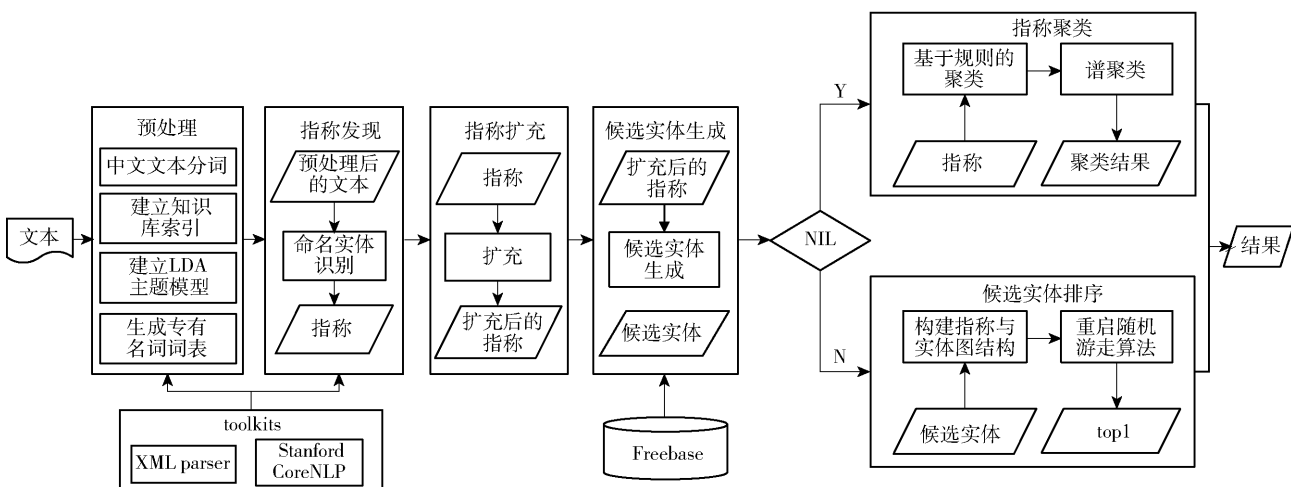 文本
预处理
中文文本分词
建立知识
库索引
建立LDA
主题模型
生成专有
名词词表
toolkits
XML parser
Stanford
CoreNLP
指称发现
预处理后
的文本
命名实体
识别
指称
指称扩充
指称
扩充
扩充后的
指称
候选实体生成
扩充后的
指称
候选实体
生成
候选实体
Freebase
NIL
Y
N
指称聚类
基于规则的
聚类
谱聚类
指称
聚类结果
候选实体排序
构建指称与
实体图结构
重启随机
游走算法
候选实体
top1
结果